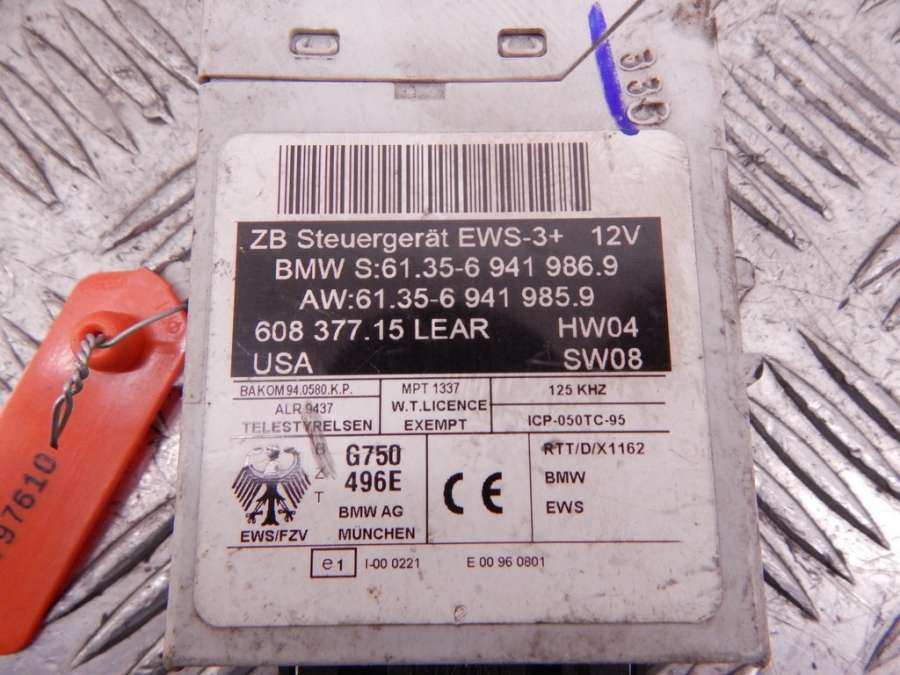 330
ZB Steuergerät EWS-3+ 12V
BMW S:61.35-6 941 986.9
AW:61.35-6 941 985.9
608 377.15 LEAR HW04
USA SW08
BAKOM 94.0580.K.P. MPT 1337 125 KHZ
ALR 9437 W.T.LICENCE
TELESTYRELSEN EXEMPT ICP-050TC-95
BZT G750 RTT/D/X1162
496E BMW
BMW AG EWS
EWS/FZV MÜNCHEN
CE
e1 I-00 0221 E 00 96 0801
97610